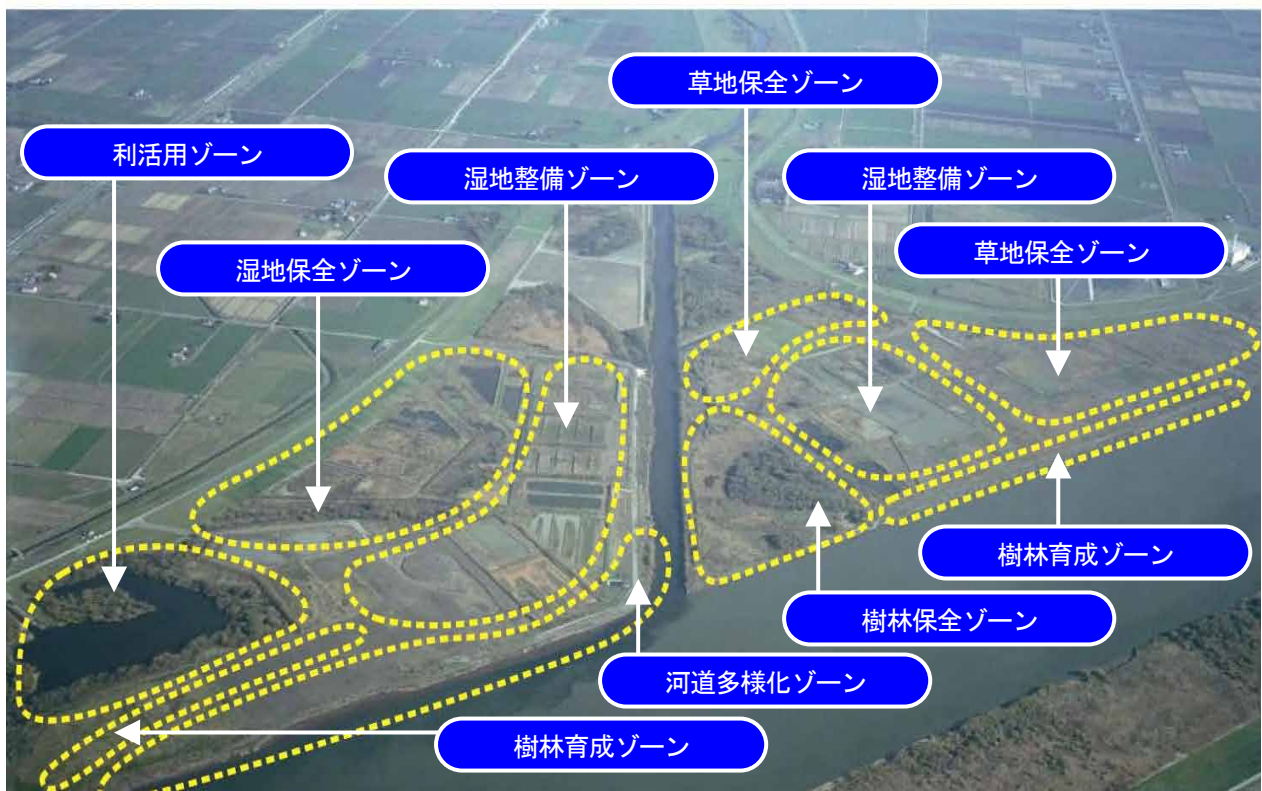 草地保全ゾーン
利活用ゾーン
湿地整備ゾーン
湿地整備ゾーン
草地保全ゾーン
湿地保全ゾーン
樹林育成ゾーン
樹林保全ゾーン
河道多様化ゾーン
樹林育成ゾーン